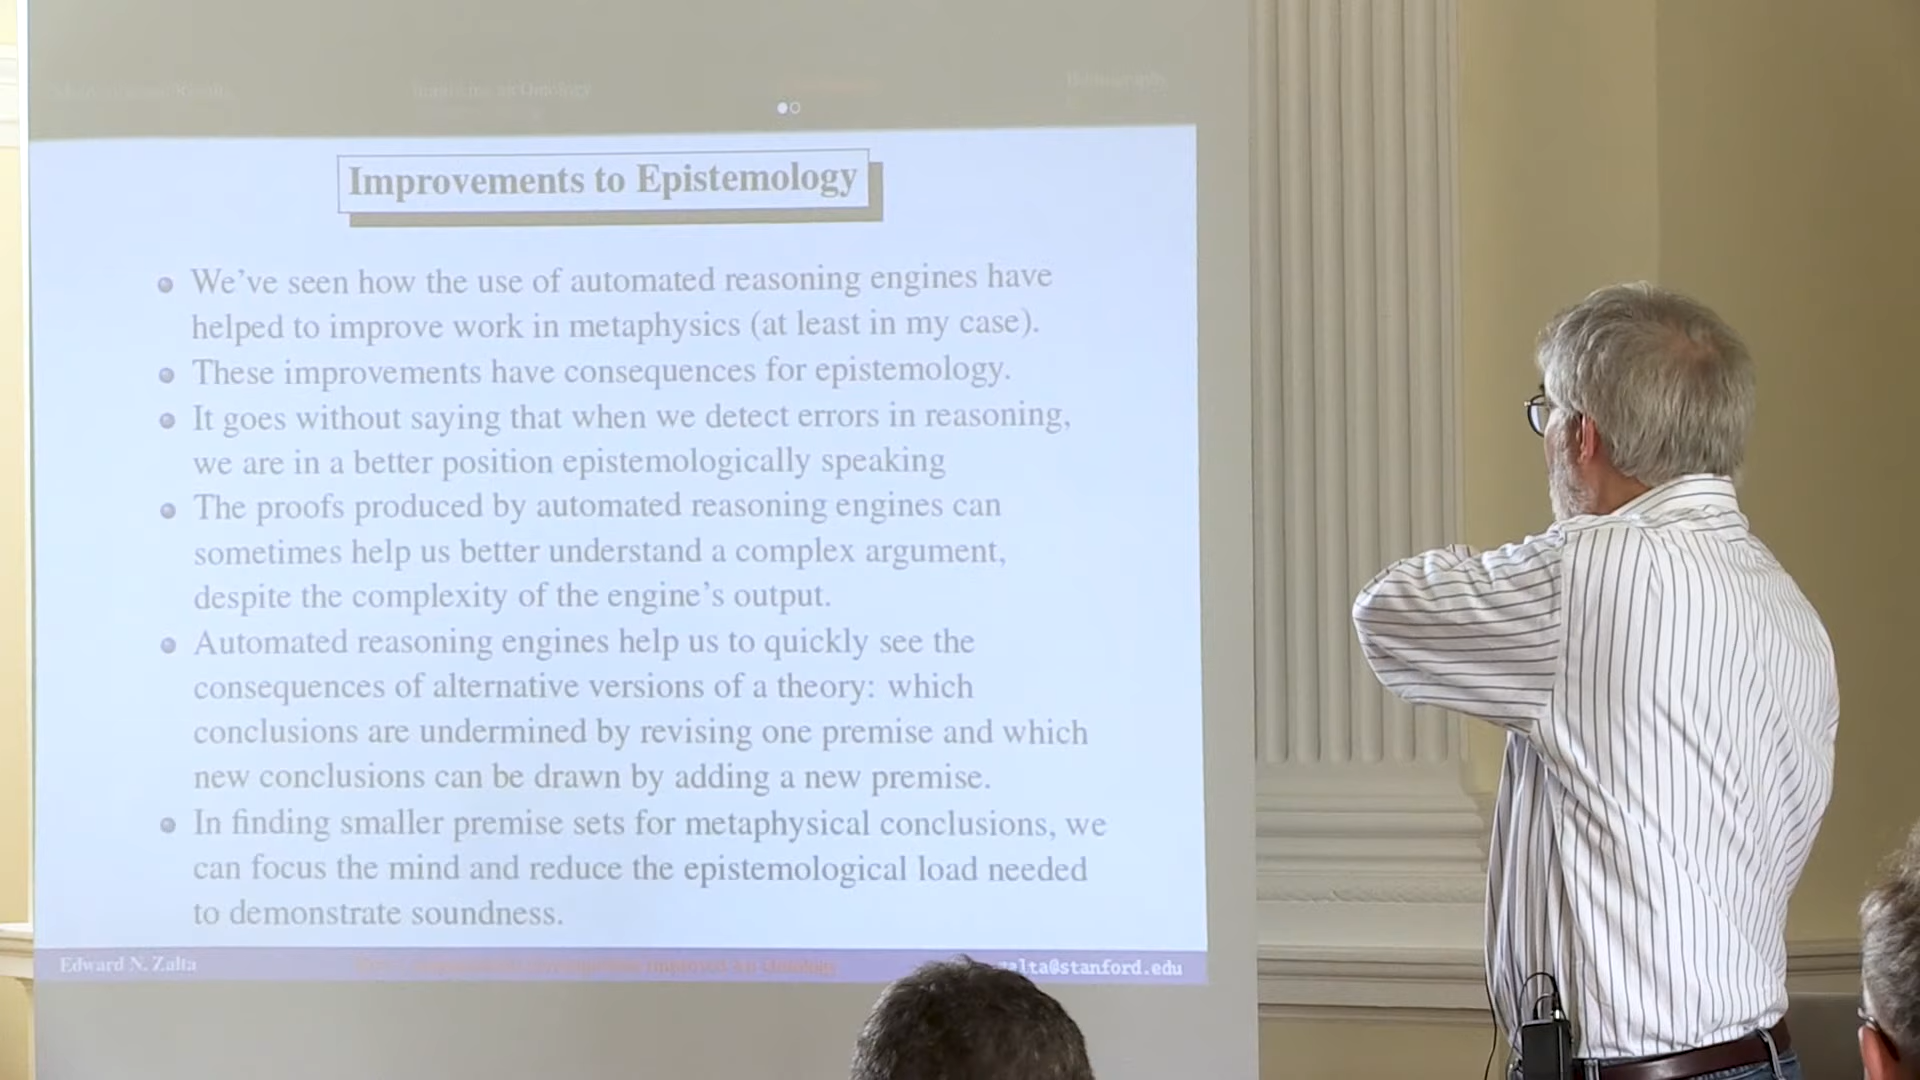 Improvements to Epistemology
We've seen how the use of automated reasoning engines have
helped to improve work in metaphysics (at least in my case).
These improvements have consequences for epistemology.
It goes without saying that when we detect errors in reasoning,
we are in a better position epistemologically speaking
The proofs produced by automated reasoning engines can
sometimes help us better understand a complex argument,
despite the complexity of the engine's output.
Automated reasoning engines help us to quickly see the
consequences of alternative versions of a theory: which
conclusions are undermined by revising one premise and which
new conclusions can be drawn by adding a new premise.
In finding smaller premise sets for metaphysical conclusions, we
can focus the mind and reduce the epistemological load needed
to demonstrate soundness.
Edward N. Zalta
zalta@stanford.edu